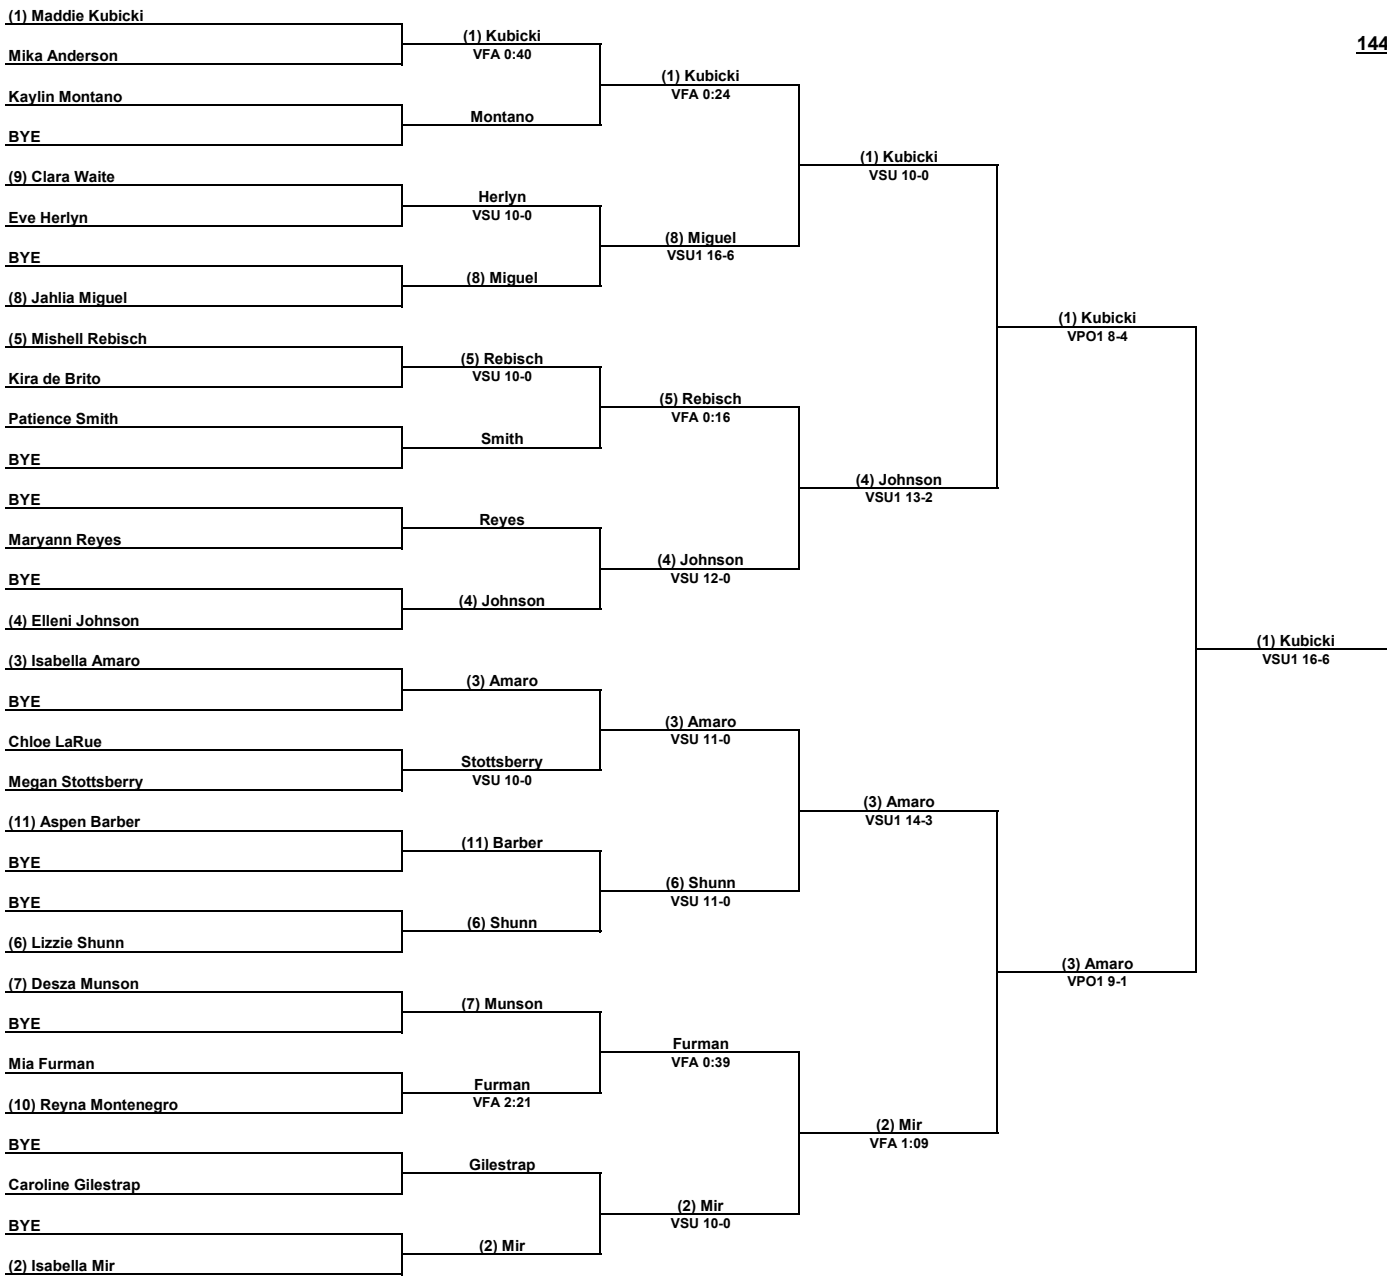 (1) Maddie Kubicki
Mika Anderson
Kaylin Montano
BYE
(9) Clara Waite
Eve Herlyn
BYE
(8) Jahlia Miguel
(5) Mishell Rebisch
Kira de Brito
Patience Smith
BYE
BYE
Maryann Reyes
BYE
(4) Elleni Johnson
(3) Isabella Amaro
BYE
Chloe LaRue
Megan Stottsberry
(11) Aspen Barber
BYE
BYE
(6) Lizzie Shunn
(7) Desza Munson
BYE
Mia Furman
(10) Reyna Montenegro
BYE
Caroline Gilestrap
BYE
(2) Isabella Mir
(1) Kubicki
VFA 0:40
Montano
Herlyn
VSU 10-0
(8) Miguel
(5) Rebisch
VSU 10-0
Smith
Reyes
(4) Johnson
(3) Amaro
Stottsberry
VSU 10-0
(11) Barber
(6) Shunn
(7) Munson
Furman
VFA 2:21
Gilestrap
(2) Mir
(1) Kubicki
VFA 0:24
(8) Miguel
VSU1 16-6
(5) Rebisch
VFA 0:16
(4) Johnson
VSU 12-0
(3) Amaro
VSU 11-0
(6) Shunn
VSU 11-0
Furman
VFA 0:39
(2) Mir
VSU 10-0
(1) Kubicki
VSU 10-0
(4) Johnson
VSU1 13-2
(3) Amaro
VSU1 14-3
(2) Mir
VFA 1:09
(1) Kubicki
VPO1 8-4
(3) Amaro
VPO1 9-1
(1) Kubicki
VSU1 16-6
144